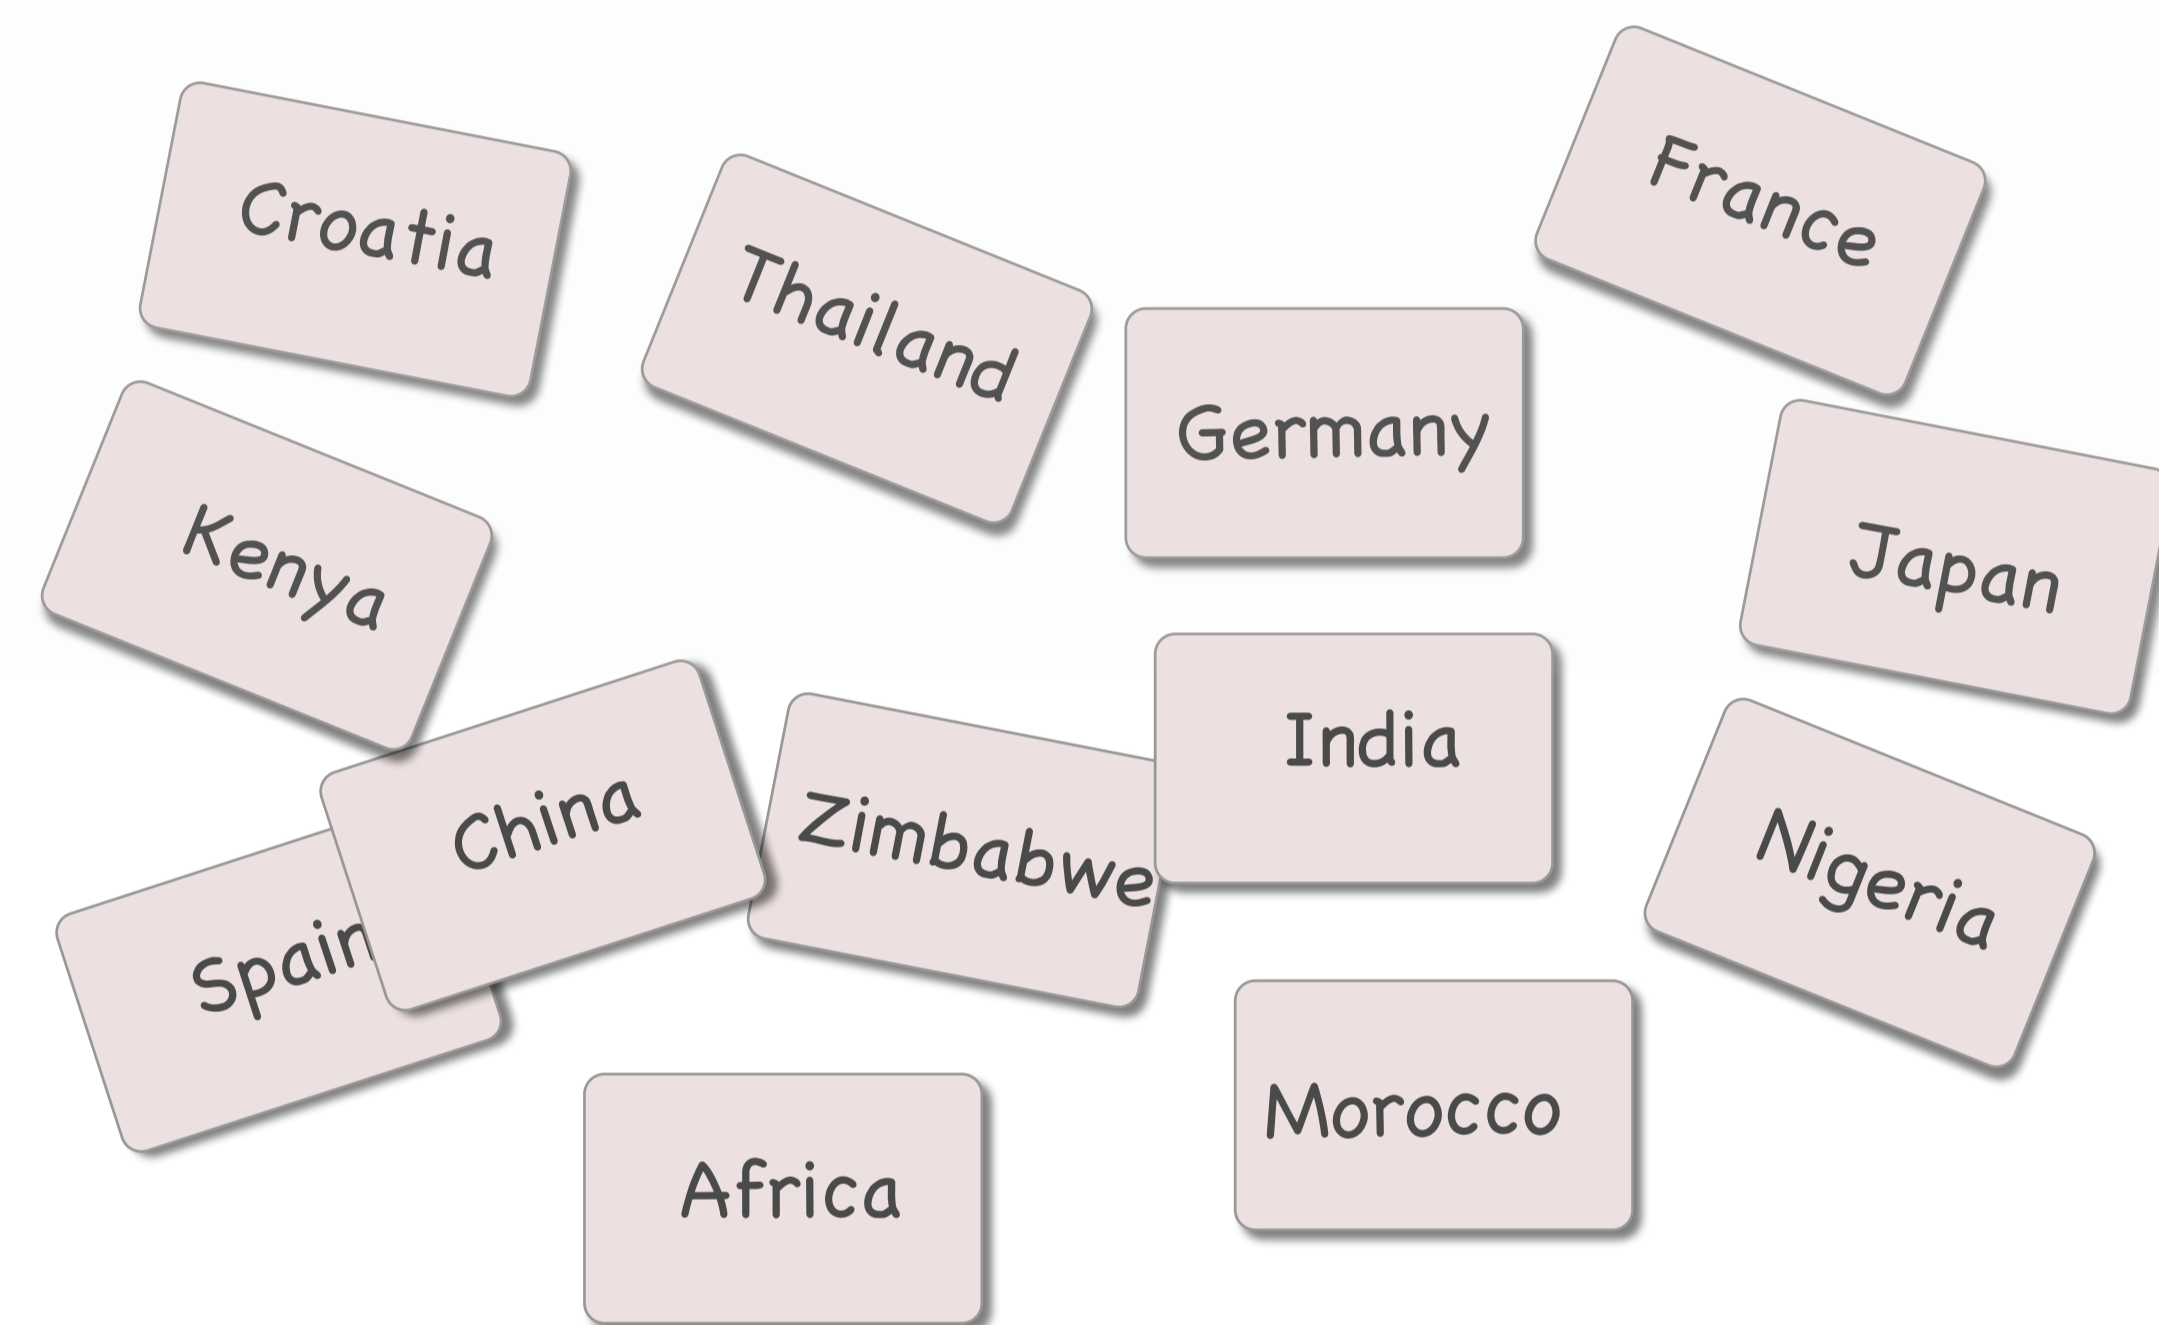 Croatia
Thailand
France
Germany
Kenya
Japan
China
Zimbabwe
India
Nigeria
Spain
Africa
Morocco